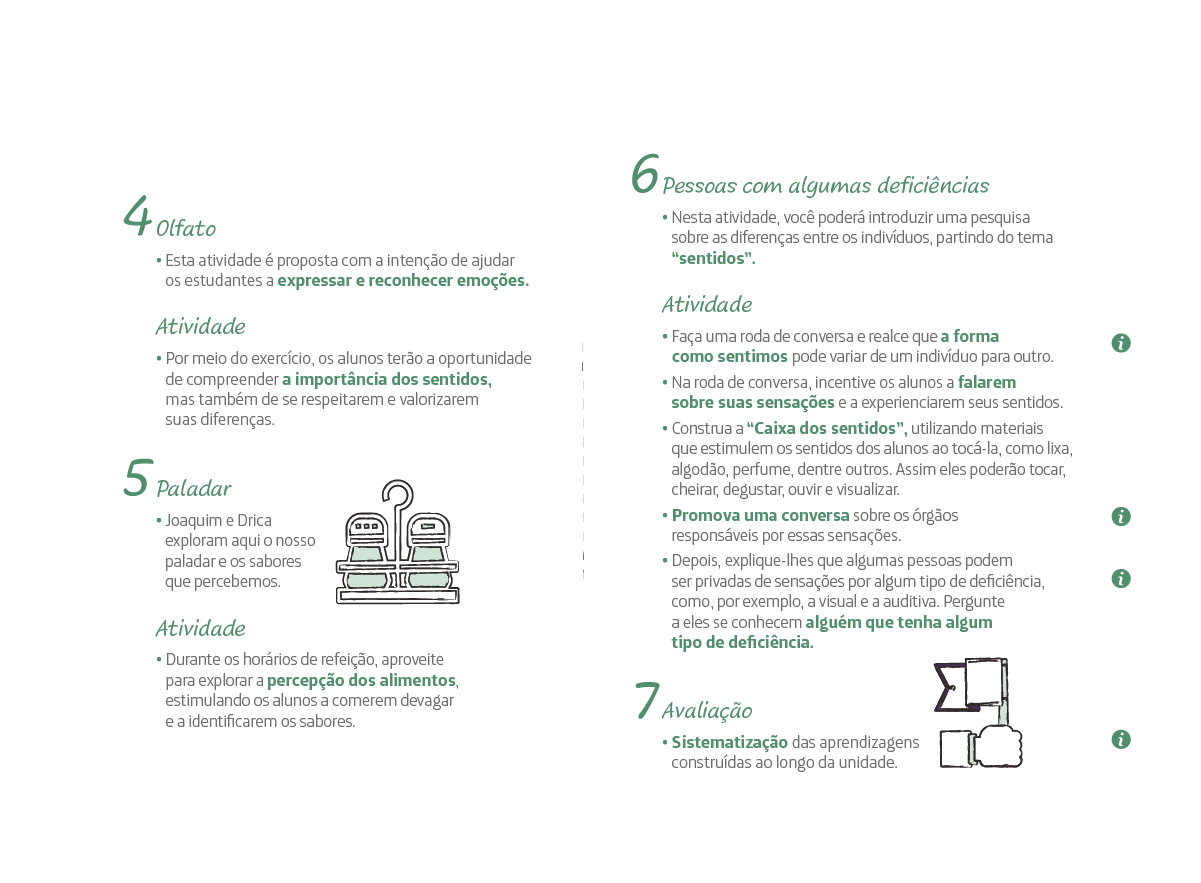 4 Olfato
• Esta atividade é proposta com a intenção de ajudar
os estudantes a expressar e reconhecer emoções.
Atividade
• Por meio do exercício, os alunos terão a oportunidade
de compreender a importância dos sentidos,
mas também de se respeitarem e valorizarem
suas diferenças.
5 Paladar
• Joaquim e Drica
exploram aqui o nosso
paladar e os sabores
que percebemos.
Atividade
• Durante os horários de refeição, aproveite
para explorar a percepção dos alimentos,
estimulando os alunos a comerem devagar
e a identificarem os sabores.
6 Pessoas com algumas deficiências
• Nesta atividade, você poderá introduzir uma pesquisa
sobre as diferenças entre os indivíduos, partindo do tema
“sentidos”.
Atividade
• Faça uma roda de conversa e realce que a forma
como sentimos pode variar de um indivíduo para outro.
• Na roda de conversa, incentive os alunos a falarem
sobre suas sensações e a experienciarem seus sentidos.
• Construa a “Caixa dos sentidos”, utilizando materiais
que estimulem os sentidos dos alunos ao tocá-la, como lixa,
algodão, perfume, dentre outros. Assim eles poderão tocar,
cheirar, degustar, ouvir e visualizar.
• Promova uma conversa sobre os órgãos
responsáveis por essas sensações.
• Depois, explique-lhes que algumas pessoas podem
ser privadas de sensações por algum tipo de deficiência,
como, por exemplo, a visual e a auditiva. Pergunte
a eles se conhecem alguém que tenha algum
tipo de deficiência.
7 Avaliação
• Sistematização das aprendizagens
construídas ao longo da unidade.
i
i
i
i